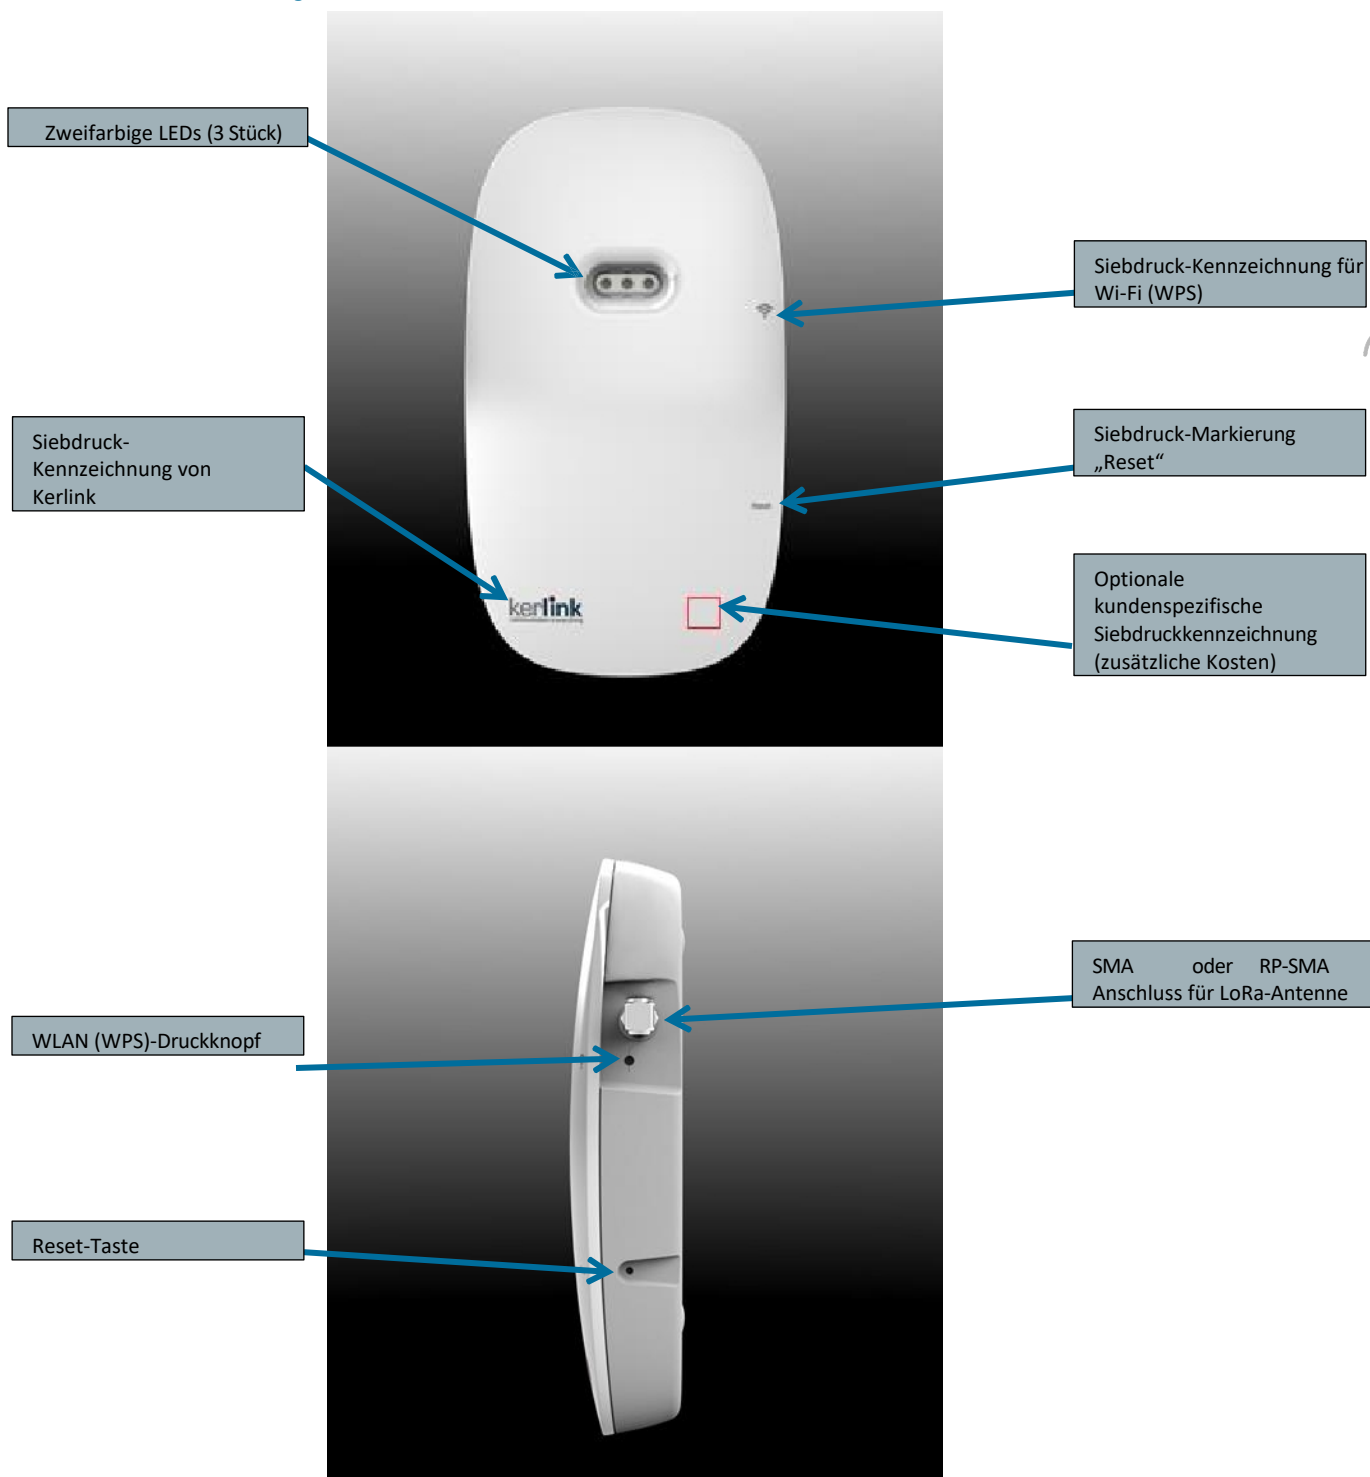 Zweifarbige LEDs (3 Stück)
Siebdruck-Kennzeichnung für
Wi-Fi (WPS)
Siebdruck-
Kennzeichnung von
Kerlink
Siebdruck-Markierung
„Reset“
Optionale
kundenspezifische
Siebdruckkennzeichnung
(zusätzliche Kosten)
kerlink
SMA oder RP-SMA
Anschluss für LoRa-Antenne
WLAN (WPS)-Druckknopf
Reset-Taste